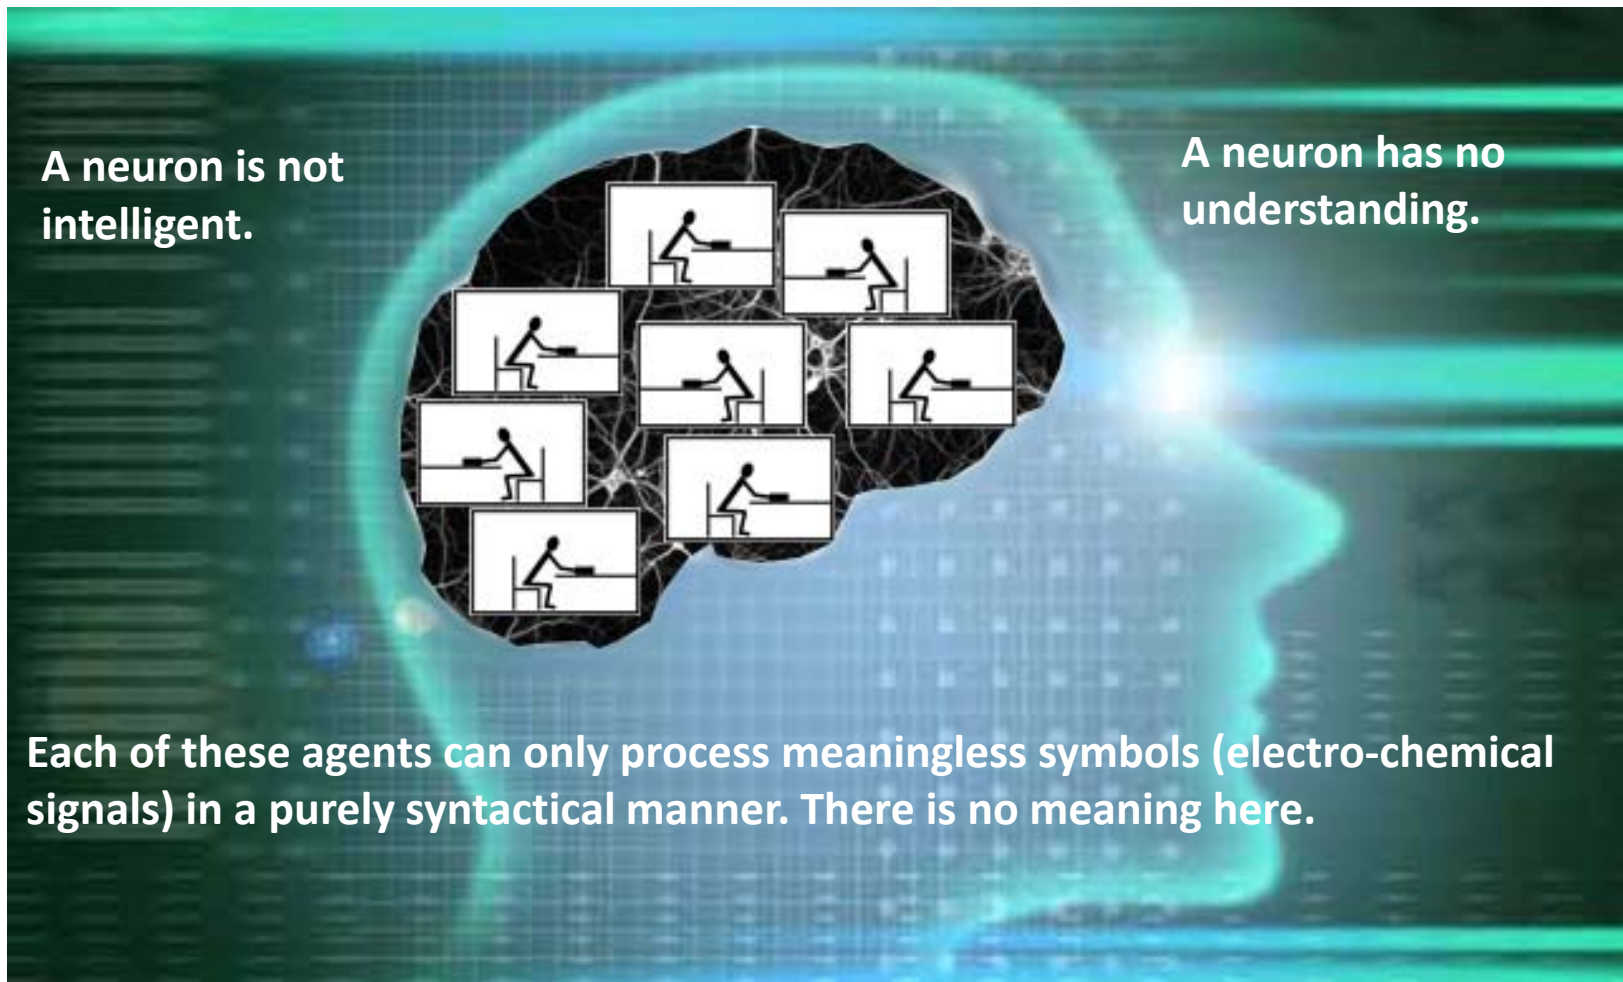 A neuron is not
intelligent.
A neuron has no
understanding.
Each of these agents can only process meaningless symbols (electro-chemical
signals) in a purely syntactical manner. There is no meaning here.